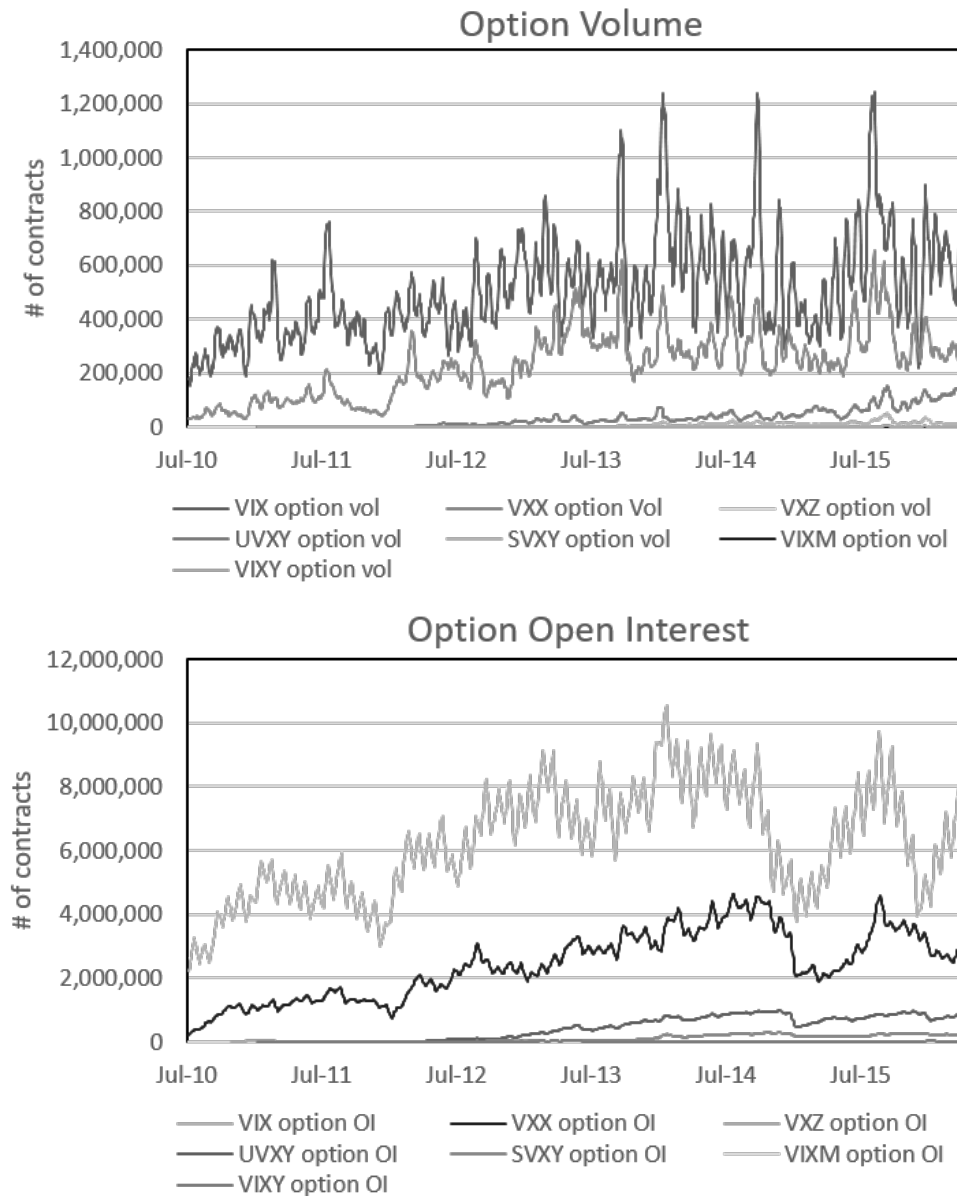 Option Volume
1,400,000
1,200,000
1,000,000
800,000
600,000
400,000
200,000
0
# of contracts
Jul-10 Jul-11 Jul-12 Jul-13 Jul-14 Jul-15
VIX option vol VXX option Vol VXZ option vol
UVXY option vol SVXY option vol VIXM option vol
VIXY option vol
Option Open Interest
12,000,000
10,000,000
8,000,000
6,000,000
4,000,000
2,000,000
0
# of contracts
Jul-10 Jul-11 Jul-12 Jul-13 Jul-14 Jul-15
VIX option OI VXX option OI VXZ option OI
UVXY option OI SVXY option OI VIXM option OI
VIXY option OI